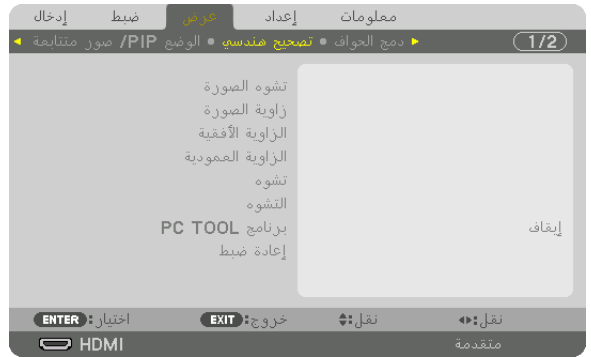 إدخال ضبط عرض إعداد معلومات
دمج الحواف • تصحيح هندسي • الوضع PIP/ صور متتابعة 1/2
تشوه الصورة
زاوية الصورة
الزاوية الأفقية
الزاوية العمودية
تشوه
التشوه
برنامج PC TOOL إيقاف
إعادة ضبط
ENTER :اختيار EXIT :خروج نقل: نقل:
HDMI متقدمة